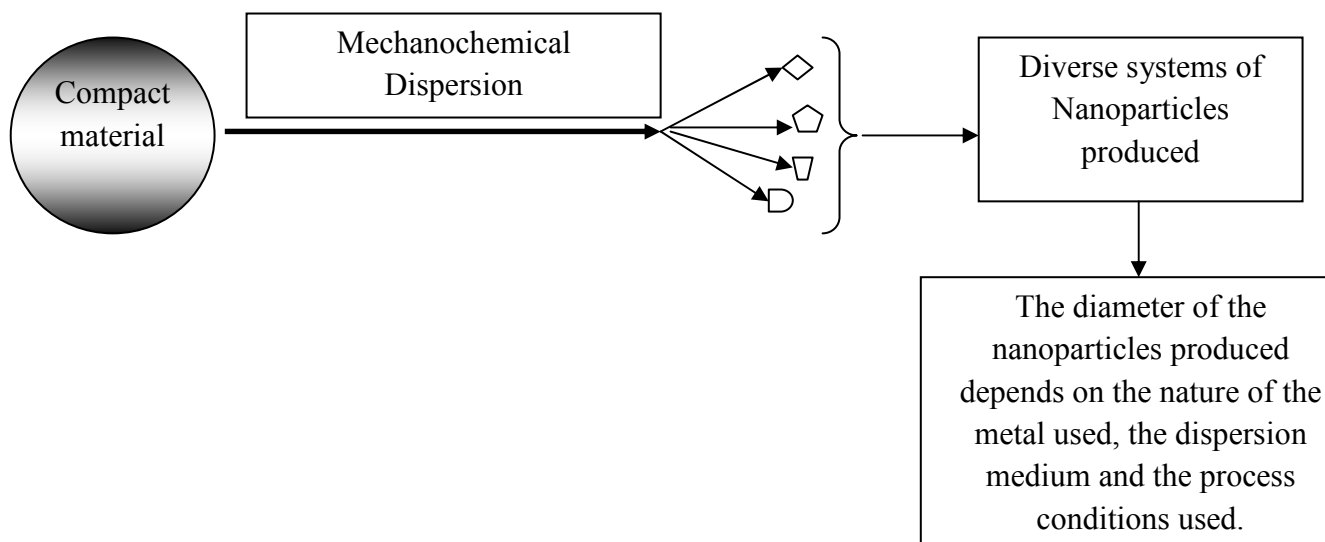 Compact
material
Mechanochemical
Dispersion
Diverse systems of
Nanoparticles
produced
The diameter of the
nanoparticles produced
depends on the nature of the
metal used, the dispersion
medium and the process
conditions used.